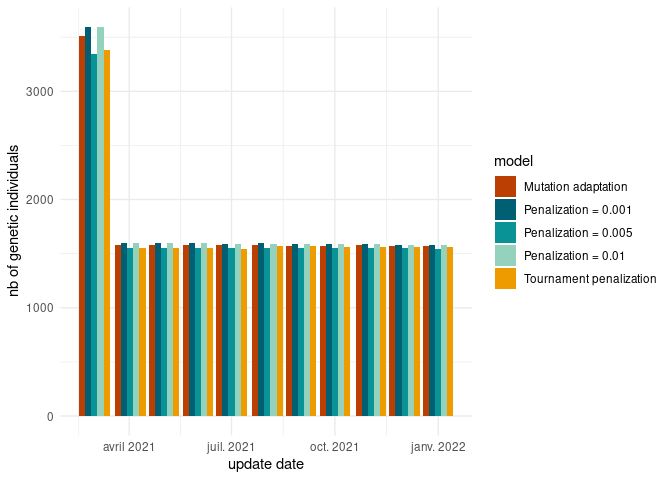 nb of genetic individuals
3000
2000
1000
0
avril 2021
juil. 2021
oct. 2021
janv. 2022
update date
model
Mutation adaptation
Penalization = 0.001
Penalization = 0.005
Penalization = 0.01
Tournament penalization